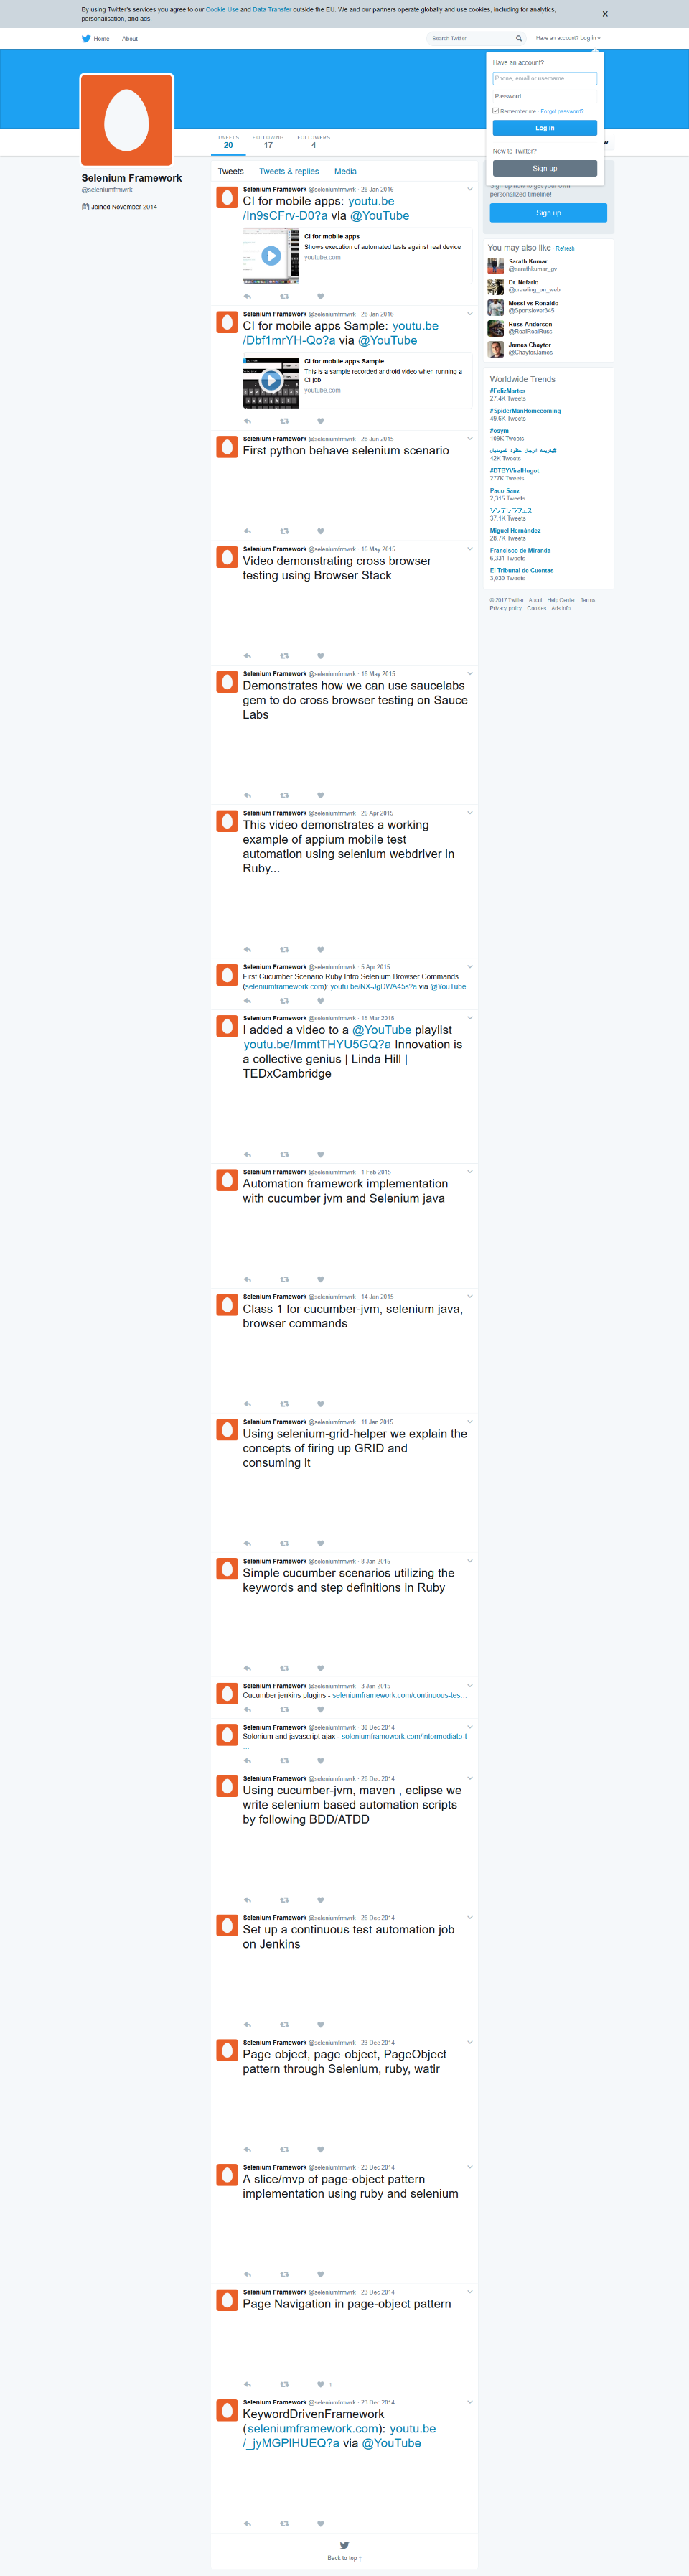 By using Twitter's services you agree to our Cookie Use and Data Transfer outside the EU. We and our partners operate globally and use cookies, including for analytics,
personalisation, and ads.
Home About
Search Twitter
Have an account? Log in
Have an account?
Phone, email or username
Password
Remember me · Forgot password?
Log in
New to Twitter?
Sign up
TWEETS FOLLOWING FOLLOWERS
20 17 4
Selenium Framework
@seleniumfrmwrk
Joined November 2014
Tweets Tweets & replies Media
Selenium Framework @seleniumfrmwrk · 28 Jan 2016
CI for mobile apps: youtu.be
/In9sCFrv-D0?a via @YouTube
CI for mobile apps
Shows execution of automated tests against real device
youtube.com
Selenium Framework @seleniumfrmwrk · 28 Jan 2016
CI for mobile apps Sample: youtu.be
/Dbf1mrYH-Qo?a via @YouTube
CI for mobile apps Sample
This is a sample recorded android video when running a
CI job
youtube.com
Selenium Framework @seleniumfrmwrk · 28 Jun 2015
First python behave selenium scenario
Selenium Framework @seleniumfrmwrk · 16 May 2015
Video demonstrating cross browser
testing using Browser Stack
Selenium Framework @seleniumfrmwrk · 16 May 2015
Demonstrates how we can use saucelabs
gem to do cross browser testing on Sauce
Labs
Selenium Framework @seleniumfrmwrk · 26 Apr 2015
This video demonstrates a working
example of appium mobile test
automation using selenium webdriver in
Ruby...
Selenium Framework @seleniumfrmwrk · 5 Apr 2015
First Cucumber Scenario Ruby Intro Selenium Browser Commands
(seleniumframework.com): youtu.be/NX-JgDWA45s?a via @YouTube
Selenium Framework @seleniumfrmwrk · 15 Mar 2015
I added a video to a @YouTube playlist
youtu.be/ImmtTHYU5GQ?a Innovation is
a collective genius | Linda Hill |
TEDxCambridge
Selenium Framework @seleniumfrmwrk · 1 Feb 2015
Automation framework implementation
with cucumber jvm and Selenium java
Selenium Framework @seleniumfrmwrk · 14 Jan 2015
Class 1 for cucumber-jvm, selenium java,
browser commands
Selenium Framework @seleniumfrmwrk · 11 Jan 2015
Using selenium-grid-helper we explain the
concepts of firing up GRID and
consuming it
Selenium Framework @seleniumfrmwrk · 8 Jan 2015
Simple cucumber scenarios utilizing the
keywords and step definitions in Ruby
Selenium Framework @seleniumfrmwrk · 3 Jan 2015
Cucumber jenkins plugins - seleniumframework.com/continuous-tes...
Selenium Framework @seleniumfrmwrk · 30 Dec 2014
Selenium and javascript ajax - seleniumframework.com/intermediate-t
...
Selenium Framework @seleniumfrmwrk · 28 Dec 2014
Using cucumber-jvm, maven , eclipse we
write selenium based automation scripts
by following BDD/ATDD
Selenium Framework @seleniumfrmwrk · 26 Dec 2014
Set up a continuous test automation job
on Jenkins
Selenium Framework @seleniumfrmwrk · 23 Dec 2014
Page-object, page-object, PageObject
pattern through Selenium, ruby, watir
Selenium Framework @seleniumfrmwrk · 23 Dec 2014
A slice/mvp of page-object pattern
implementation using ruby and selenium
Selenium Framework @seleniumfrmwrk · 23 Dec 2014
Page Navigation in page-object pattern
1
Selenium Framework @seleniumfrmwrk · 23 Dec 2014
KeywordDrivenFramework
(seleniumframework.com): youtu.be
/_jyMGPlHUEQ?a via @YouTube
Back to top ↑
Sign up now to get your own
personalized timeline!
Sign up
You may also like Refresh
Sarath Kumar
@sarathkumar_gv
Dr. Nefario
@crawling_on_web
Messi vs Ronaldo
@Sportslover345
Russ Anderson
@RealRealRuss
James Chaytor
@ChaytorJames
Worldwide Trends
#FelizMartes
27.4K Tweets
#SpiderManHomecoming
49.6K Tweets
#ösym
169K Tweets
42K Tweets
#DTBYViralHugot
277K Tweets
Paco Sanz
2,315 Tweets
シンデレラフェス
37.1K Tweets
Miguel Hernández
28.7K Tweets
Francisco de Miranda
6,331 Tweets
El Tribunal de Cuentas
3,030 Tweets
© 2017 Twitter About Help Center Terms
Privacy policy Cookies Ads info